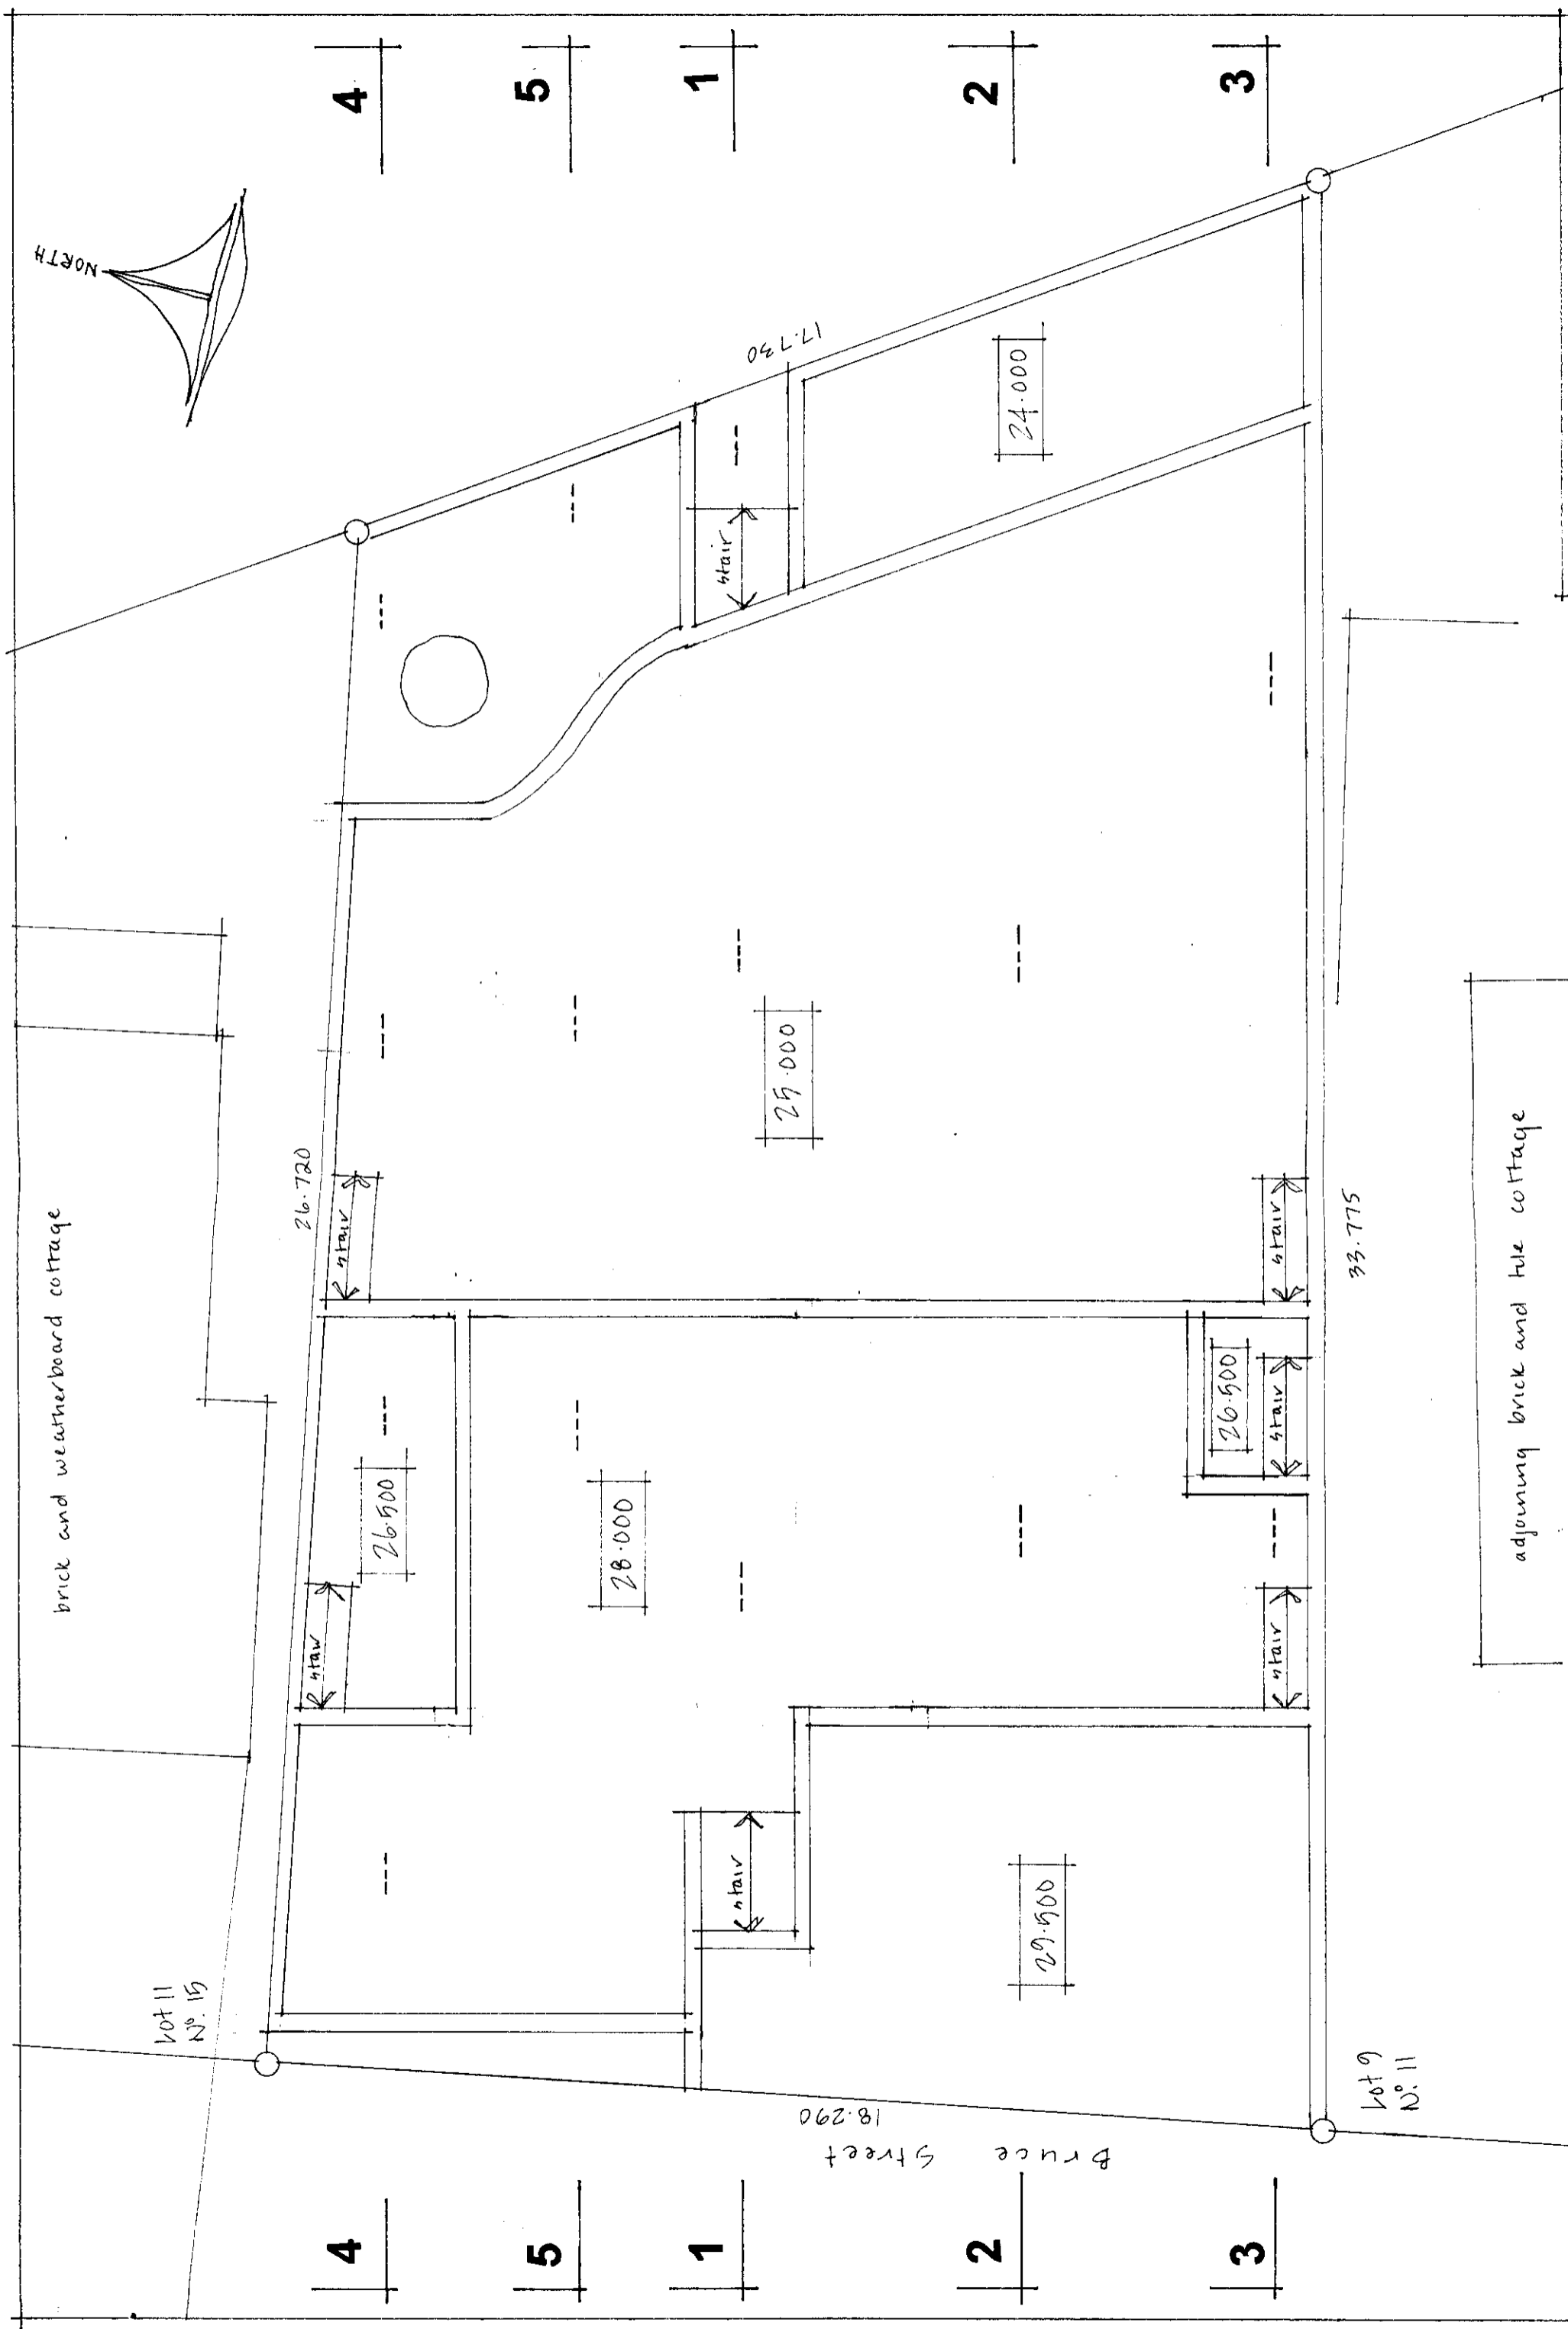 4
5
1
2
3
NORTH
17.730
24.000
stair
brick and weatherboard cottage
26.720
25.000
stair
stair
33.775
adjoining brick and tile cottage
26.500
26.500
stair
28.000
stair
stair
stair
29.500
Lot 11
Nº. 15
Lot 9
Nº. 11
18.290
Bruce Street
4
5
1
2
3